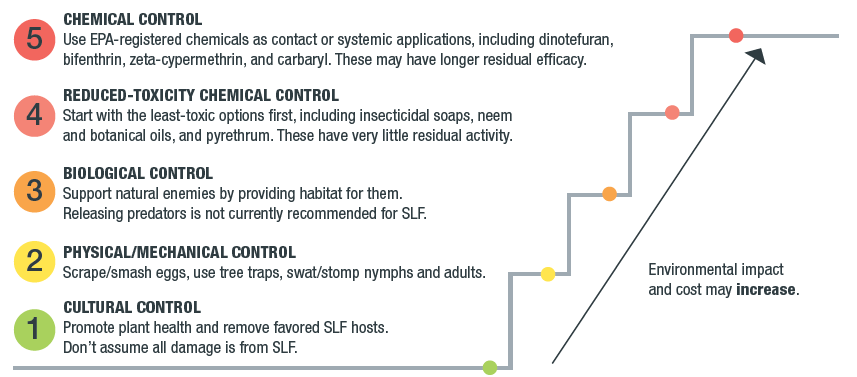 5
CHEMICAL CONTROL
Use EPA-registered chemicals as contact or systemic applications, including dinotefuran,
bifenthrin, zeta-cypermethrin, and carbaryl. These may have longer residual efficacy.
4
REDUCED-TOXICITY CHEMICAL CONTROL
Start with the least-toxic options first, including insecticidal soaps, neem
and botanical oils, and pyrethrum. These have very little residual activity.
3
BIOLOGICAL CONTROL
Support natural enemies by providing habitat for them.
Releasing predators is not currently recommended for SLF.
2
PHYSICAL/MECHANICAL CONTROL
Scrape/smash eggs, use tree traps, swat/stomp nymphs and adults.
1
CULTURAL CONTROL
Promote plant health and remove favored SLF hosts.
Don’t assume all damage is from SLF.
Environmental impact
and cost may increase.